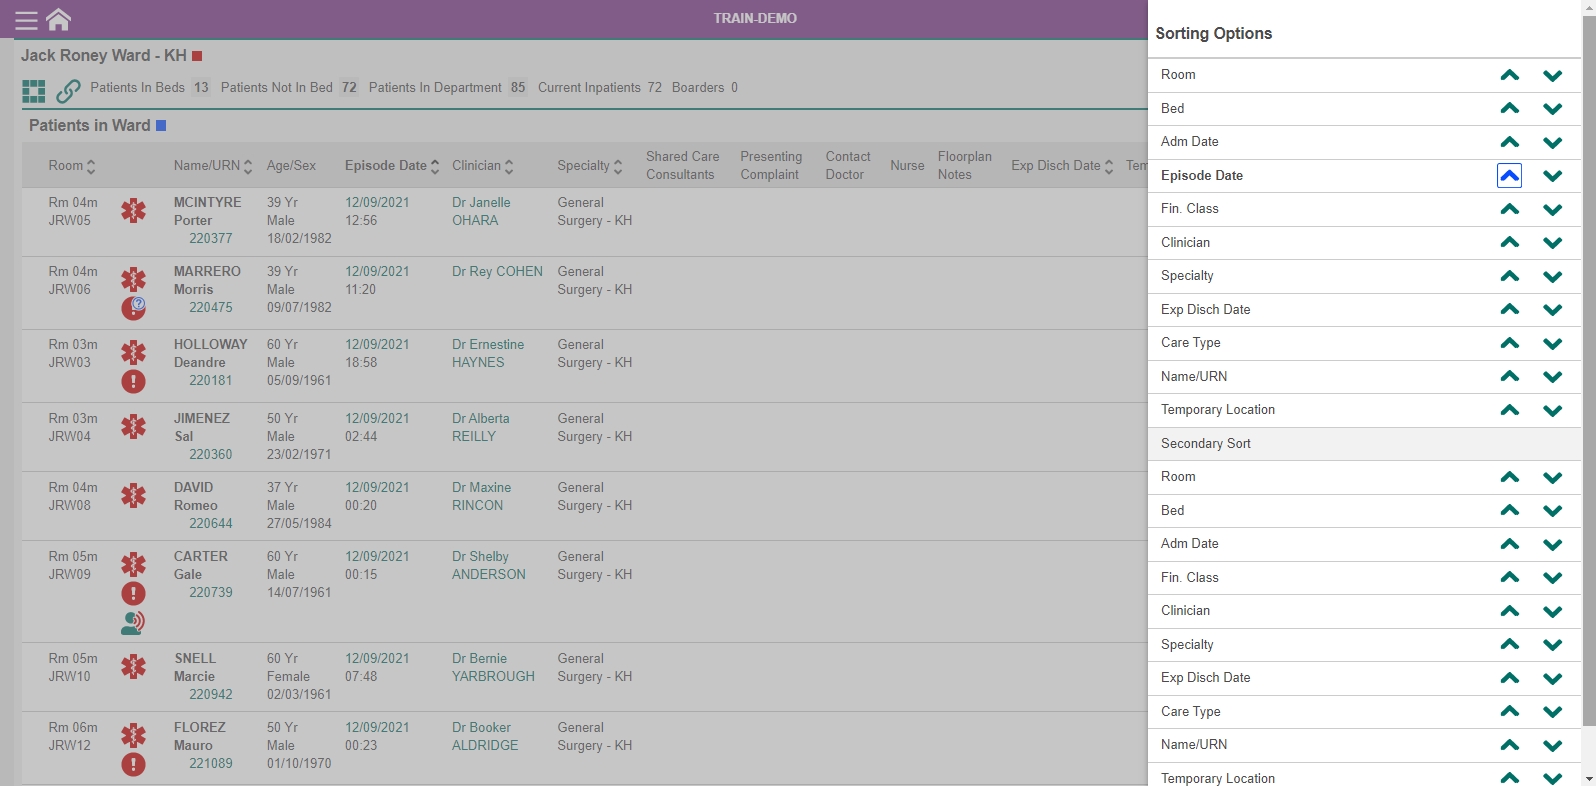 TRAIN-DEMO
Jack Roney Ward - KH
Patients In Beds 13 Patients Not In Bed 72 Patients In Department 85 Current Inpatients 72 Boarders 0
Patients in Ward
Room Name/URN Age/Sex Episode Date Clinician Specialty Shared Care Consultants Presenting Complaint Contact Doctor Nurse Floorplan Notes Exp Disch Date Tem
Rm 04m MCINTYRE 39 Yr 12/09/2021 Dr Janelle General
JRW05 Porter Male 12:56 OHARA Surgery - KH
220377 18/02/1982
Rm 04m MARRERO 39 Yr 12/09/2021 Dr Rey COHEN General
JRW06 Morris Male 11:20 Surgery - KH
220475 09/07/1982
Rm 03m HOLLOWAY 60 Yr 12/09/2021 Dr Ernestine General
JRW03 Deandre Male 18:58 HAYNES Surgery - KH
220181 05/09/1961
Rm 03m JIMENEZ 50 Yr 12/09/2021 Dr Alberta General
JRW04 Sal Male 02:44 REILLY Surgery - KH
220360 23/02/1971
Rm 04m DAVID 37 Yr 12/09/2021 Dr Maxine General
JRW08 Romeo Male 00:20 RINCON Surgery - KH
220644 27/05/1984
Rm 05m CARTER 60 Yr 12/09/2021 Dr Shelby General
JRW09 Gale Male 00:15 ANDERSON Surgery - KH
220739 14/07/1961
Rm 05m SNELL 60 Yr 12/09/2021 Dr Bernie General
JRW10 Marcie Female 07:48 YARBROUGH Surgery - KH
220942 02/03/1961
Rm 06m FLOREZ 50 Yr 12/09/2021 Dr Booker General
JRW12 Mauro Male 00:23 ALDRIDGE Surgery - KH
221089 01/10/1970
Sorting Options
Room
Bed
Adm Date
Episode Date
Fin. Class
Clinician
Specialty
Exp Disch Date
Care Type
Name/URN
Temporary Location
Secondary Sort
Room
Bed
Adm Date
Fin. Class
Clinician
Specialty
Exp Disch Date
Care Type
Name/URN
Temporary Location